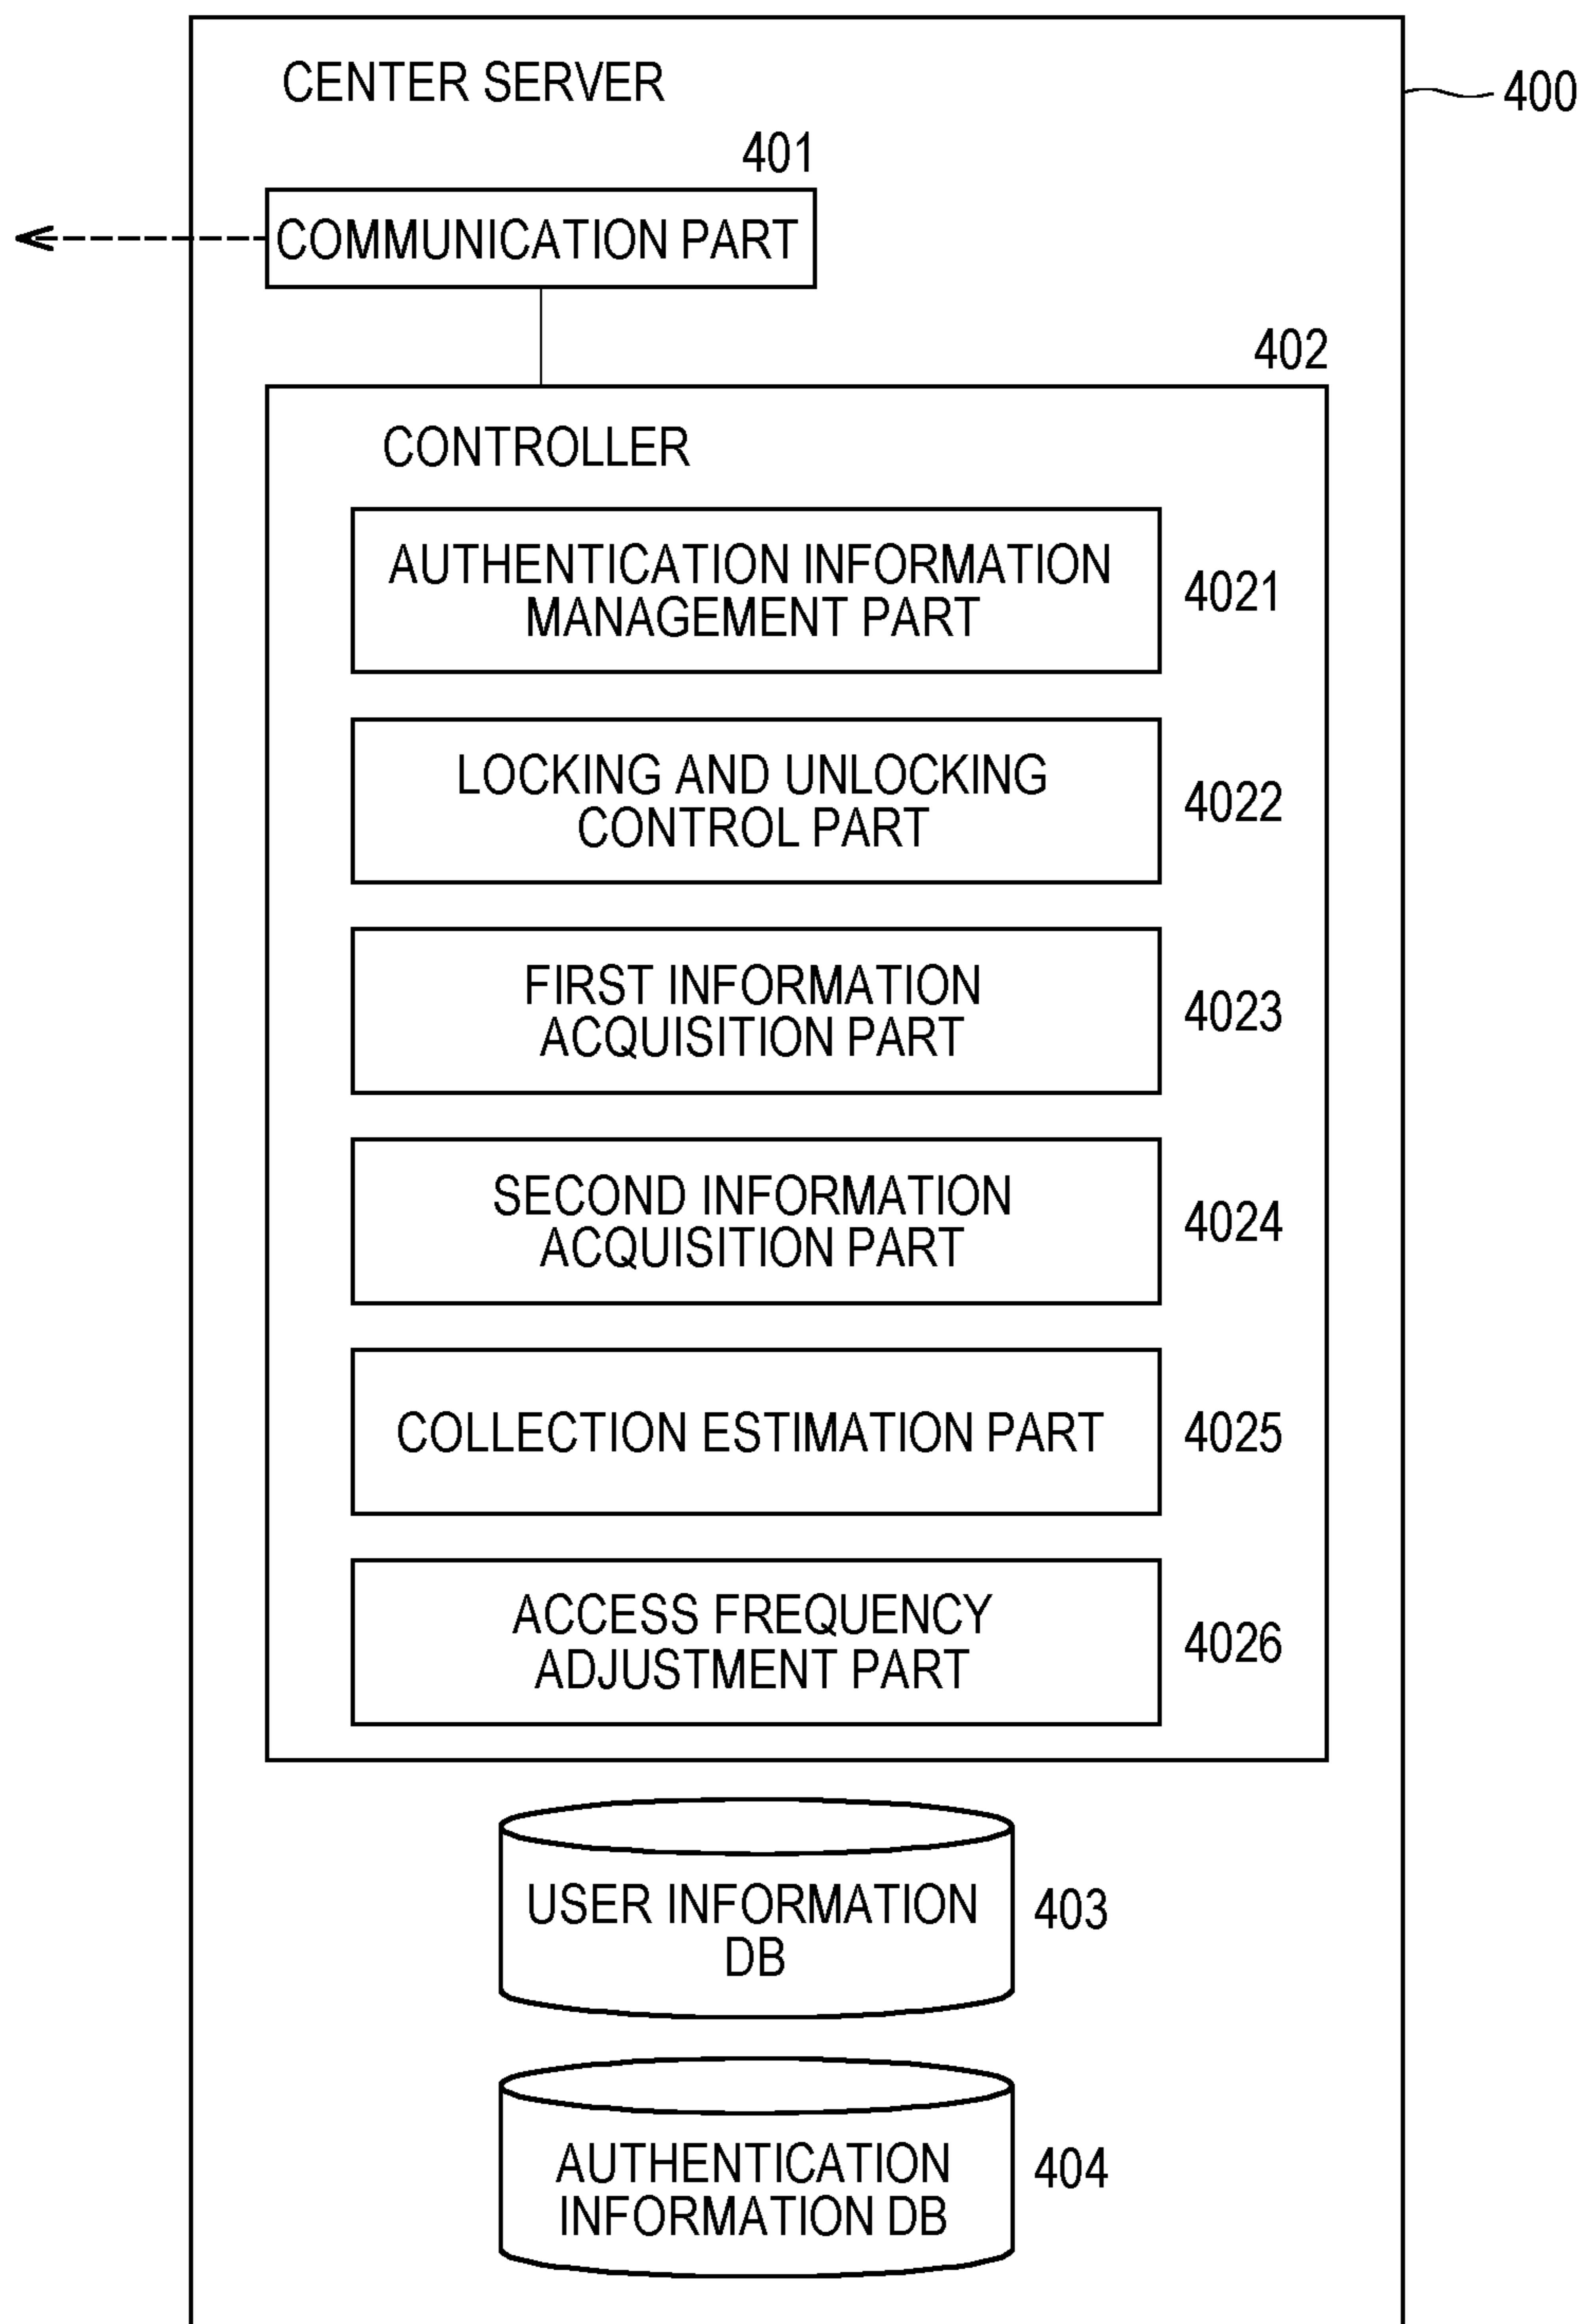 CENTER SERVER
400
401
COMMUNICATION PART
402
CONTROLLER
AUTHENTICATION INFORMATION
MANAGEMENT PART
4021
LOCKING AND UNLOCKING
CONTROL PART
4022
FIRST INFORMATION
ACQUISITION PART
4023
SECOND INFORMATION
ACQUISITION PART
4024
COLLECTION ESTIMATION PART
4025
ACCESS FREQUENCY
ADJUSTMENT PART
4026
USER INFORMATION
DB
403
AUTHENTICATION
INFORMATION DB
404